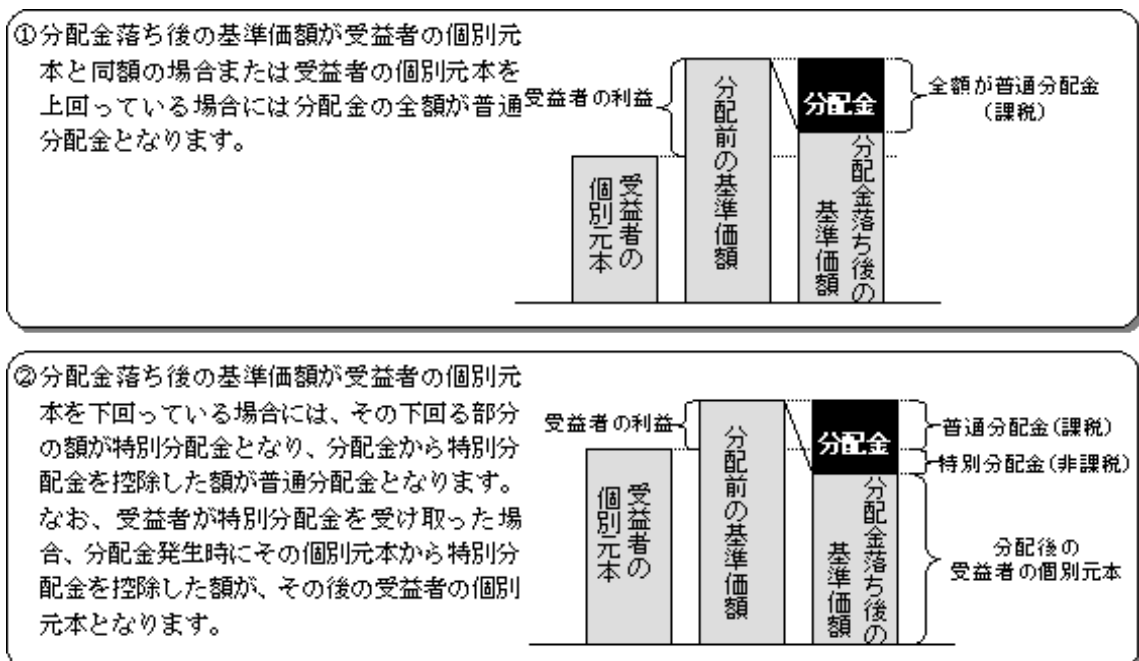 ①分配金落ち後の基準価額が受益者の個別元
本と同額の場合または受益者の個別元本を
上回っている場合には分配金の全額が普通
分配金となります。
受益者の利益
受益者の
個別元本
分配前の基準価額
分配金
分配金落ち後の
基準価額
全額が普通分配金
(課税)
②分配金落ち後の基準価額が受益者の個別元
本を下回っている場合には、その下回る部分
の額が特別分配金となり、分配金から特別分
配金を控除した額が普通分配金となります。
なお、受益者が特別分配金を受け取った場
合、分配金発生時にその個別元本から特別分
配金を控除した額が、その後の受益者の個別
元本となります。
受益者の利益
受益者の
個別元本
分配前の基準価額
分配金
分配金落ち後の
基準価額
普通分配金(課税)
特別分配金(非課税)
分配後の
受益者の個別元本